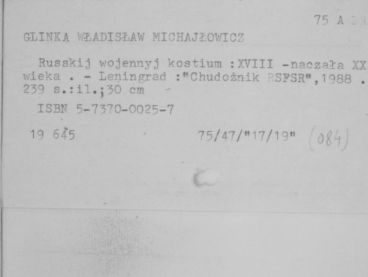 75 A
GLINKA WŁADISŁAW MICHAJŁOWICZ
Russkij wojennyj kostium :XVIII -naczała XX
wieka . - Leningrad :"Chudożnik RSFSR",1988 .
239 s.:il.;30 cm
ISBN 5-7370-0025-7
19 645 75/47/"17/19" (084)